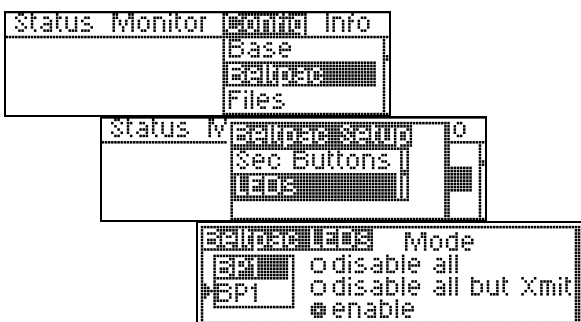 Status Monitor Config Info
Base
Beltpac
Files
Status M Beltpac Setup o
Sec Buttons
LEDs
Beltpac LEDs Mode
BP1 disable all
BP1 disable all but Xmit
enable